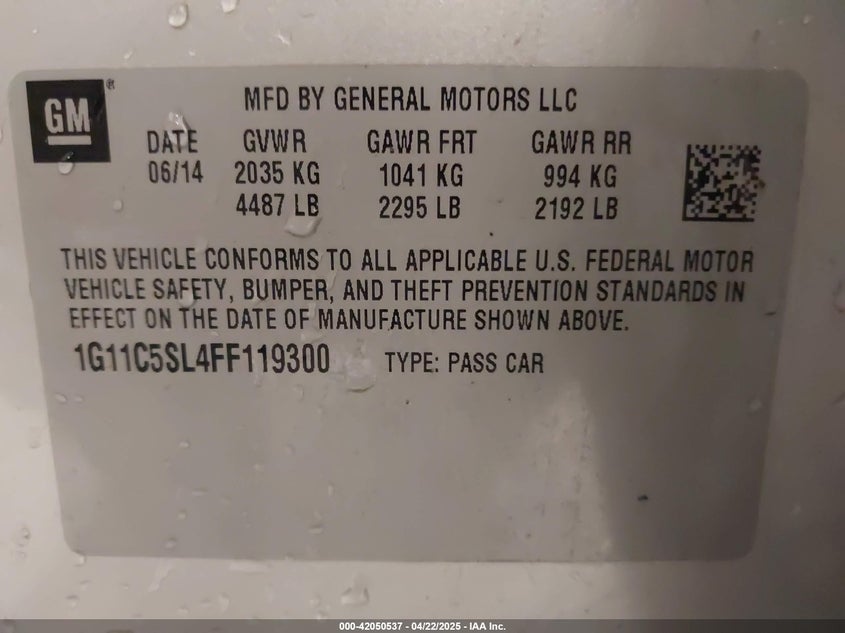 GM®
MFD BY GENERAL MOTORS LLC
DATE GVWR GAWR FRT GAWR RR
06/14 2035 KG 1041 KG 994 KG
4487 LB 2295 LB 2192 LB
THIS VEHICLE CONFORMS TO ALL APPLICABLE U.S. FEDERAL MOTOR
VEHICLE SAFETY, BUMPER, AND THEFT PREVENTION STANDARDS IN
EFFECT ON THE DATE OF MANUFACTURE SHOWN ABOVE.
1G11C5SL4FF119300 TYPE: PASS CAR
000-42050537 - 04/22/2025 - IAA Inc.